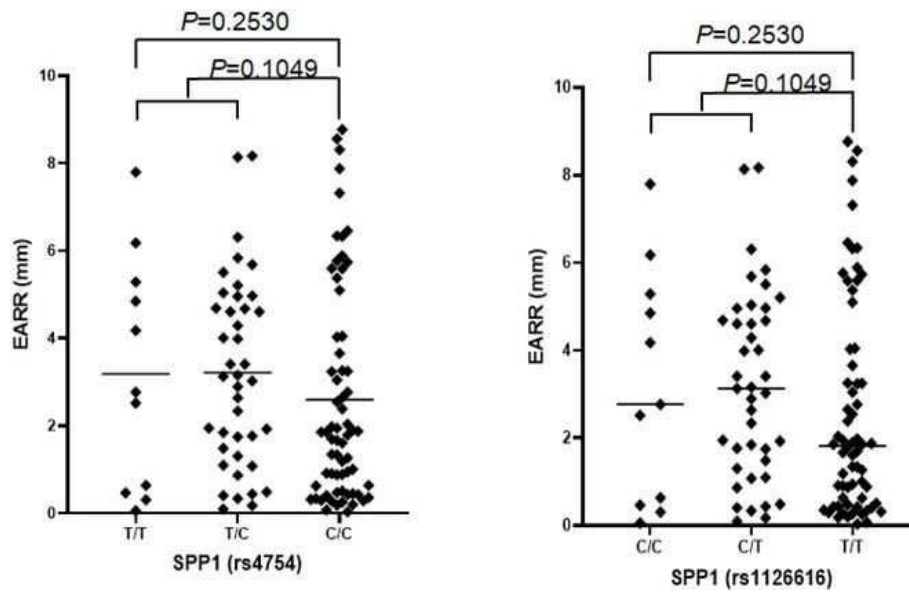 P=0.2530
P=0.1049
10
8
6
4
2
0
EARR (mm)
T/T T/C C/C
SPP1 (rs4754)
P=0.2530
P=0.1049
10
8
6
4
2
0
EARR (mm)
C/C C/T T/T
SPP1 (rs1126616)